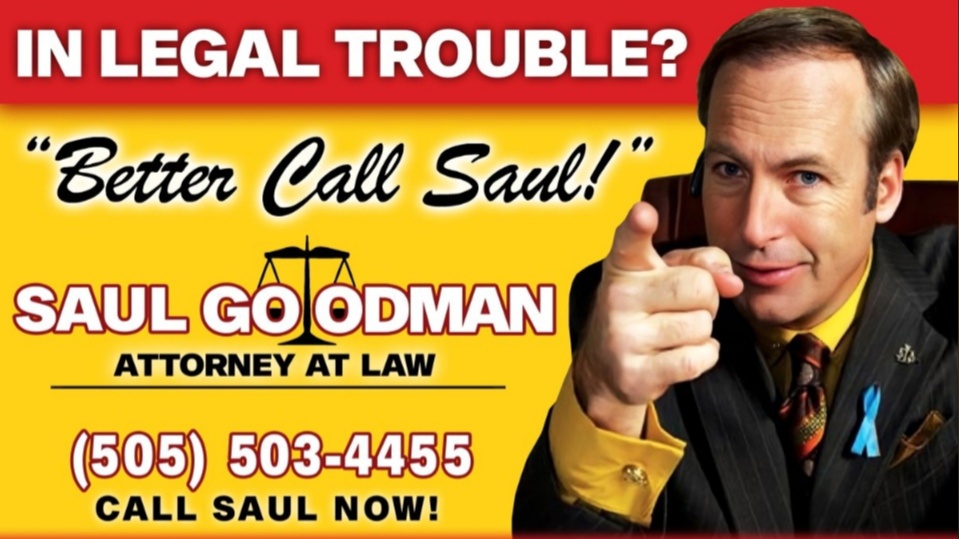 IN LEGAL TROUBLE?
"Better Call Saul!"
SAUL GOODMAN
ATTORNEY AT LAW
(505) 503-4455
CALL SAUL NOW!